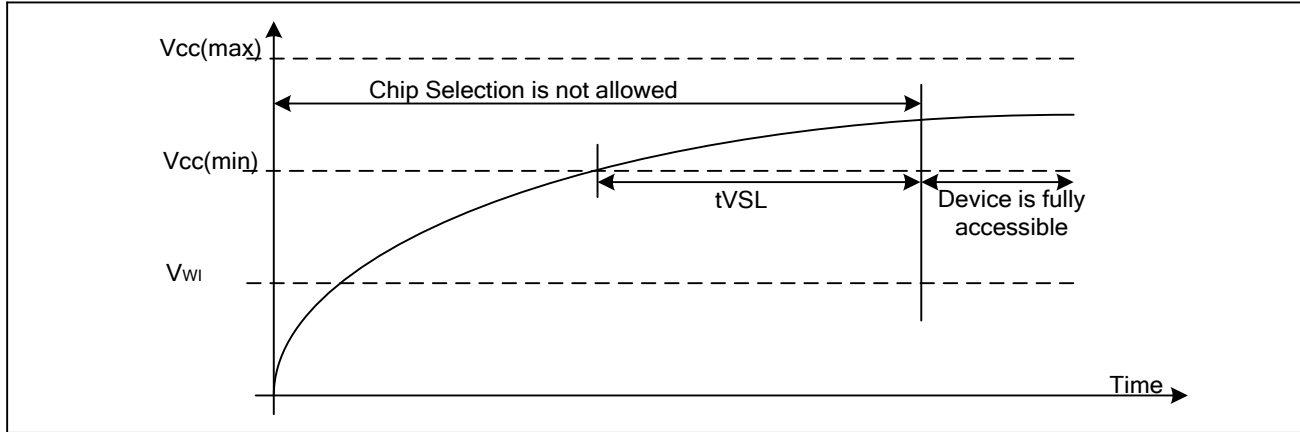 Vcc(max)
Chip Selection is not allowed
Vcc(min)
tVSL
Device is fully
accessible
VWI
Time